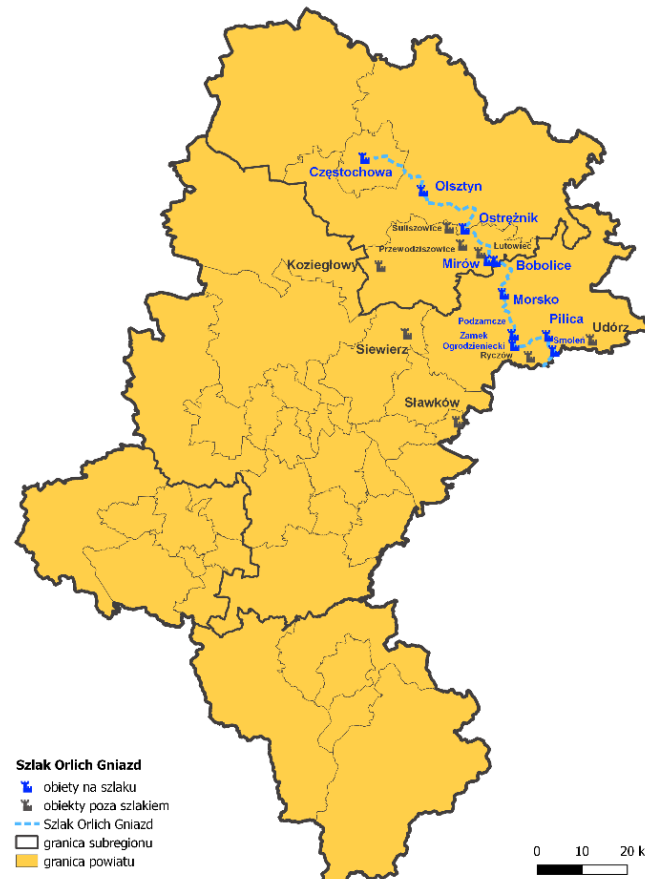 Częstochowa
Olsztyn
Suliszowice
Ostrężnik
Przewodziszowice
Lutowiec
Koziegłowy
Mirów
Bobolice
Morsko
Podzamcze
Pilica
Siewierz
Zamek
Ogrodzieniecki
Smoleń
Udórz
Ryczów
Sławków
Szlak Orlich Gniazd
obiety na szlaku
obiekty poza szlakiem
Szlak Orlich Gniazd
granica subregionu
granica powiatu
0 10 20 k